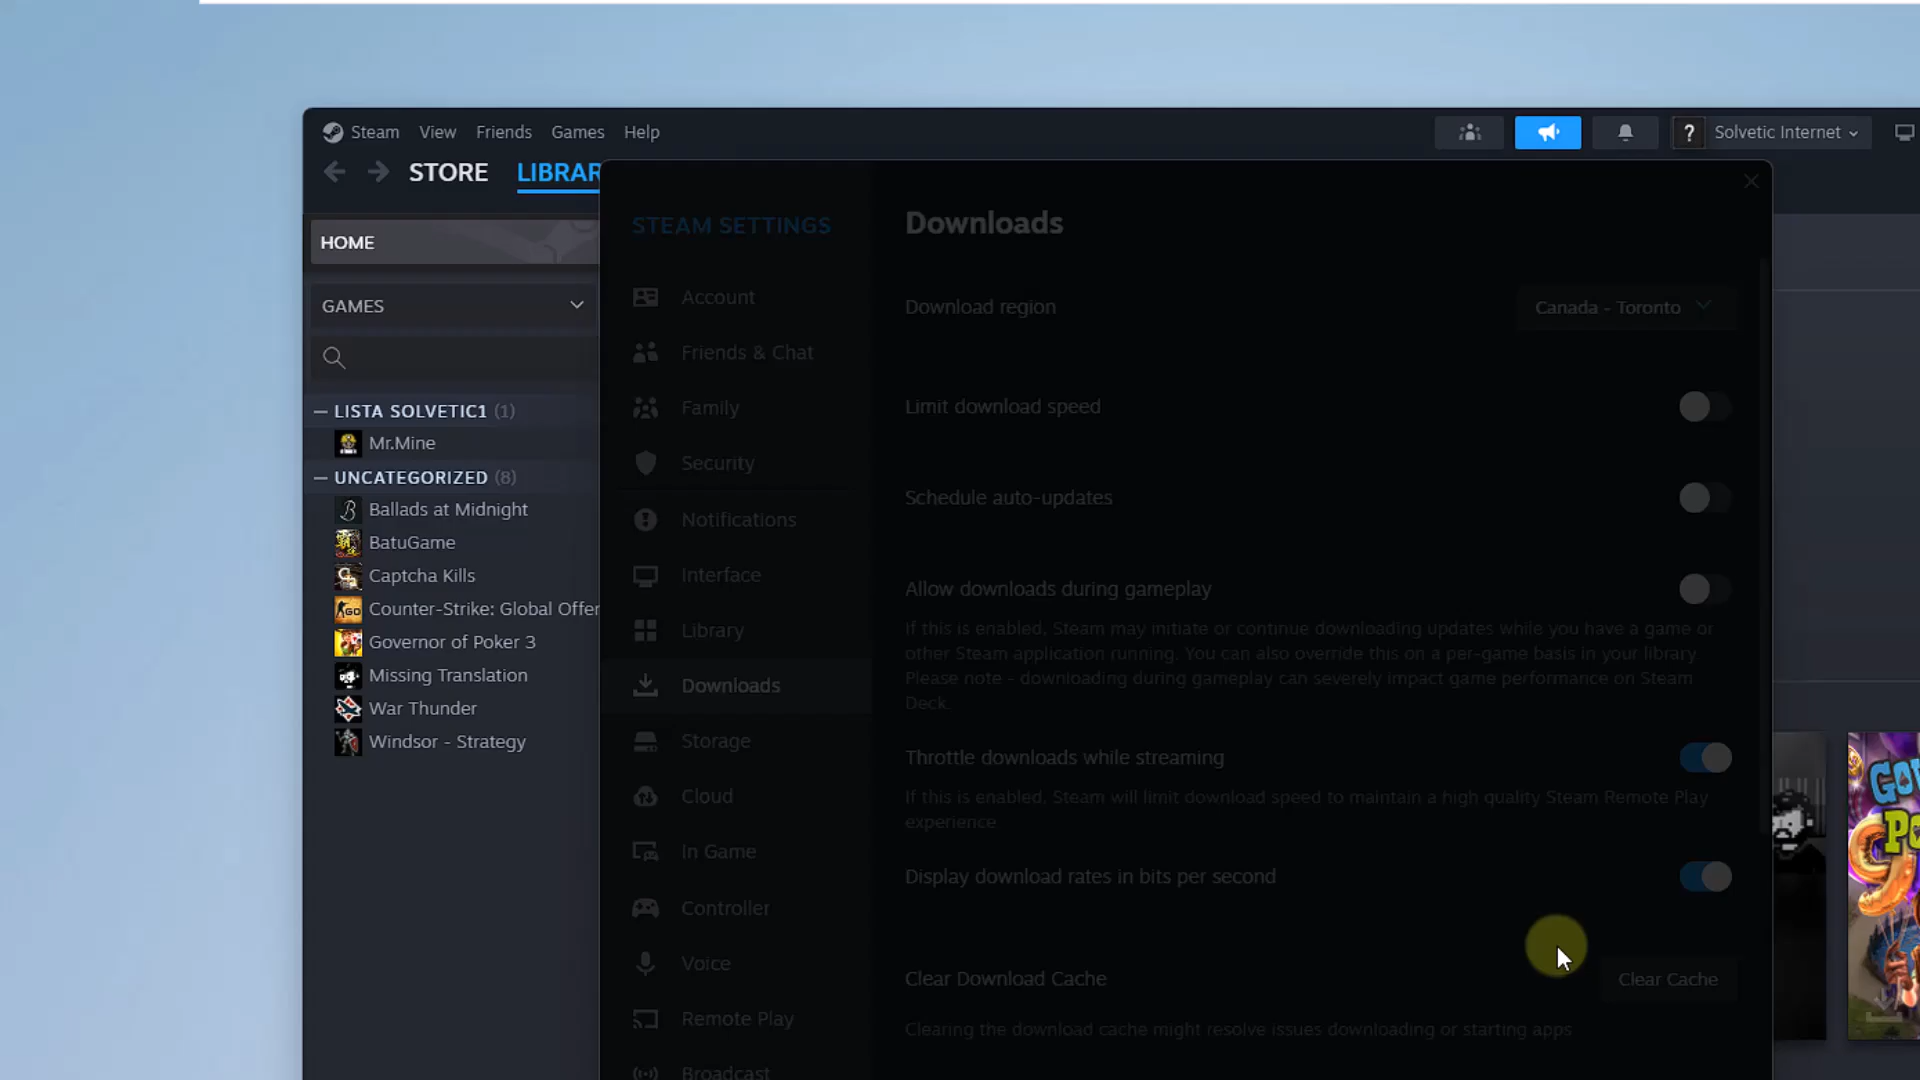 Steam View Friends Games Help
? Solvetic Internet
STORE LIBRAR
HOME
GAMES
LISTA SOLVETIC1 (1)
Mr.Mine
UNCATEGORIZED (8)
Ballads at Midnight
BatuGame
Captcha Kills
Counter-Strike: Global Offen
Governor of Poker 3
Missing Translation
War Thunder
Windsor - Strategy
STEAM SETTINGS
Account
Friends & Chat
Family
Security
Notifications
Interface
Library
Downloads
Storage
Cloud
In Game
Controller
Voice
Remote Play
Broadcast
Downloads
Download region
Canada - Toronto
Limit download speed
Schedule auto-updates
Allow downloads during gameplay
If this is enabled, Steam may initiate or continue downloading updates while you have a game or
other Steam application running. You can also override this on a per-game basis in your library
Please note - downloading during gameplay can severely impact game performance on Steam
Deck.
Throttle downloads while streaming
If this is enabled, Steam will limit download speed to maintain a high quality Steam Remote Play
experience
Display download rates in bits per second
Clear Download Cache
Clear Cache
Clearing the download cache might resolve issues downloading or starting apps